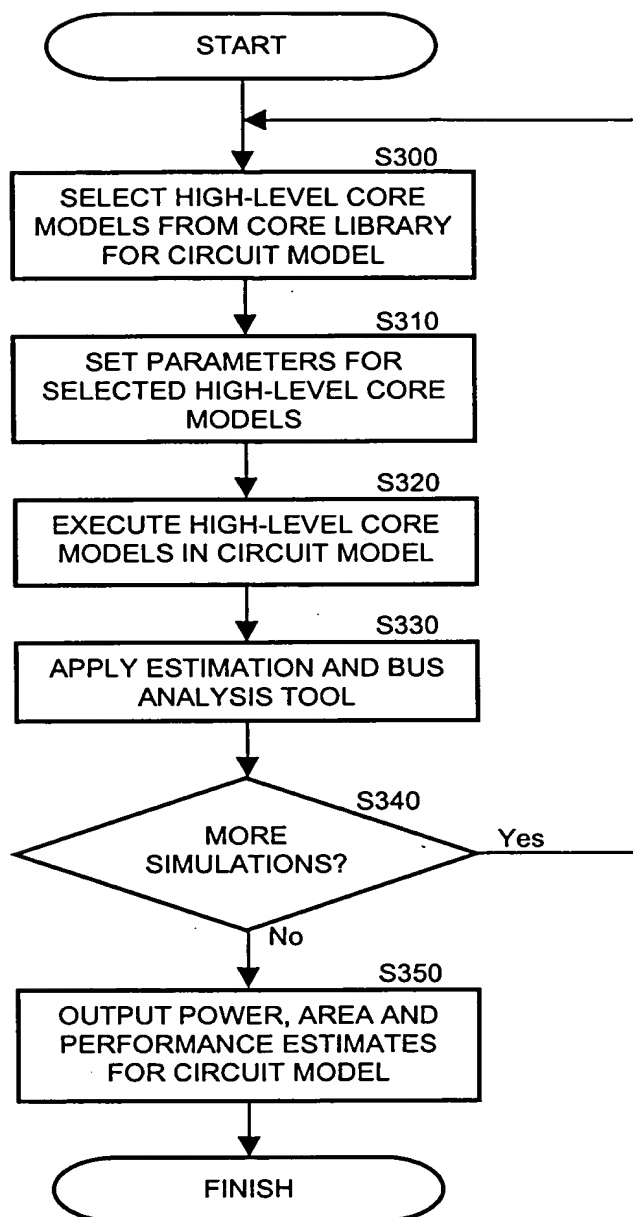 START
S300
SELECT HIGH-LEVEL CORE
MODELS FROM CORE LIBRARY
FOR CIRCUIT MODEL
S310
SET PARAMETERS FOR
SELECTED HIGH-LEVEL CORE
MODELS
S320
EXECUTE HIGH-LEVEL CORE
MODELS IN CIRCUIT MODEL
S330
APPLY ESTIMATION AND BUS
ANALYSIS TOOL
S340
MORE
SIMULATIONS?
Yes
No
S350
OUTPUT POWER, AREA AND
PERFORMANCE ESTIMATES
FOR CIRCUIT MODEL
FINISH